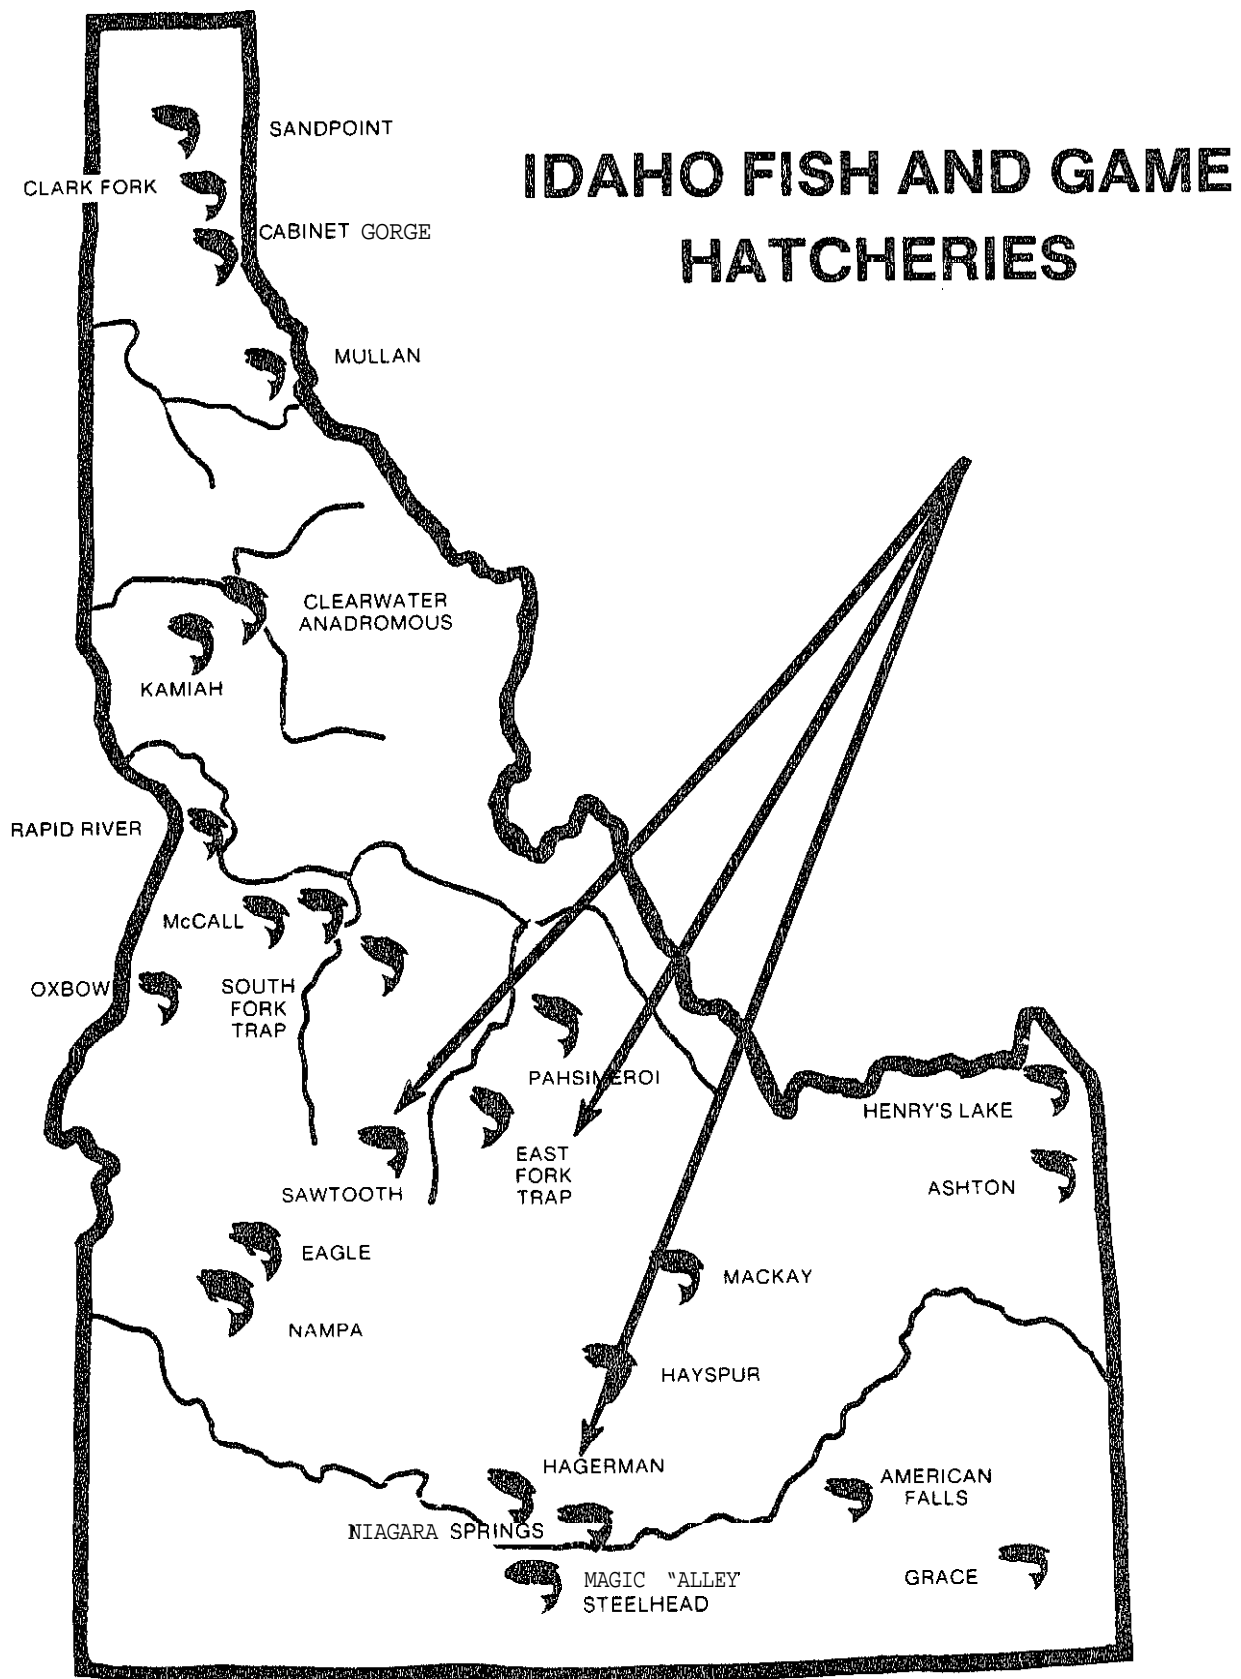 IDAHO FISH AND GAME
HATCHERIES
SANDPOINT
CLARK FORK
CABINET GORGE
MULLAN
CLEARWATER
ANADROMOUS
KAMIAH
RAPID RIVER
McCALL
OXBOW
SOUTH
FORK
TRAP
PAHSIMEROI
HENRY'S LAKE
EAST
FORK
TRAP
ASHTON
SAWTOOTH
EAGLE
MACKAY
NAMPA
HAYSPUR
HAGERMAN
AMERICAN
FALLS
NIAGARA SPRINGS
MAGIC "ALLEY
STEELHEAD
GRACE